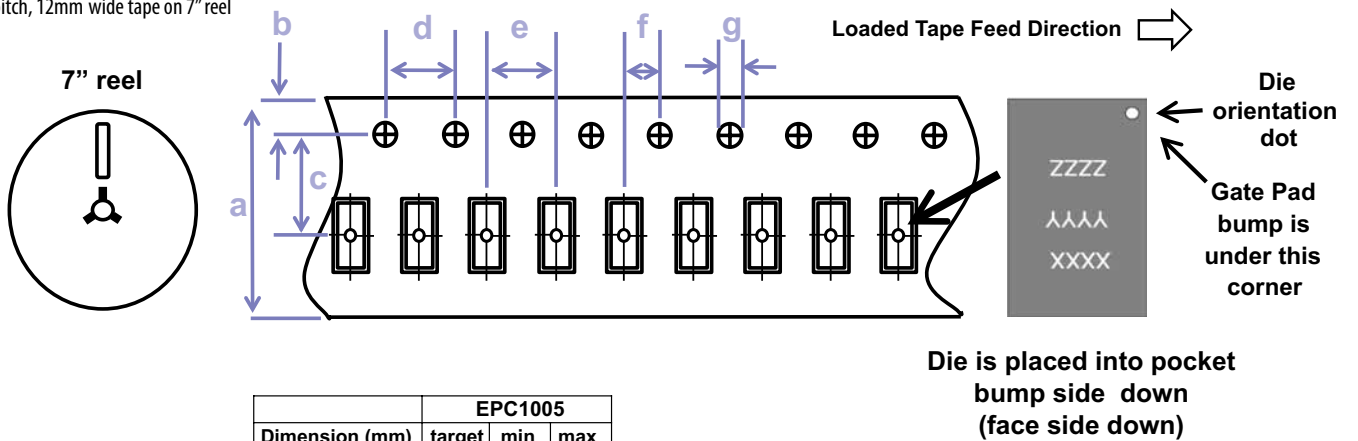 12mm wide tape on 7" reel
Loaded Tape Feed Direction
b
d
e
f
g
7” reel
Die
orientation
dot
ZZZZ
a
c
Gate Pad
bump is
under this
corner
YYYY
XXXX
Die is placed into pocket
bump side down
(face side down)
EPC1005
Dimension (mm) target min max